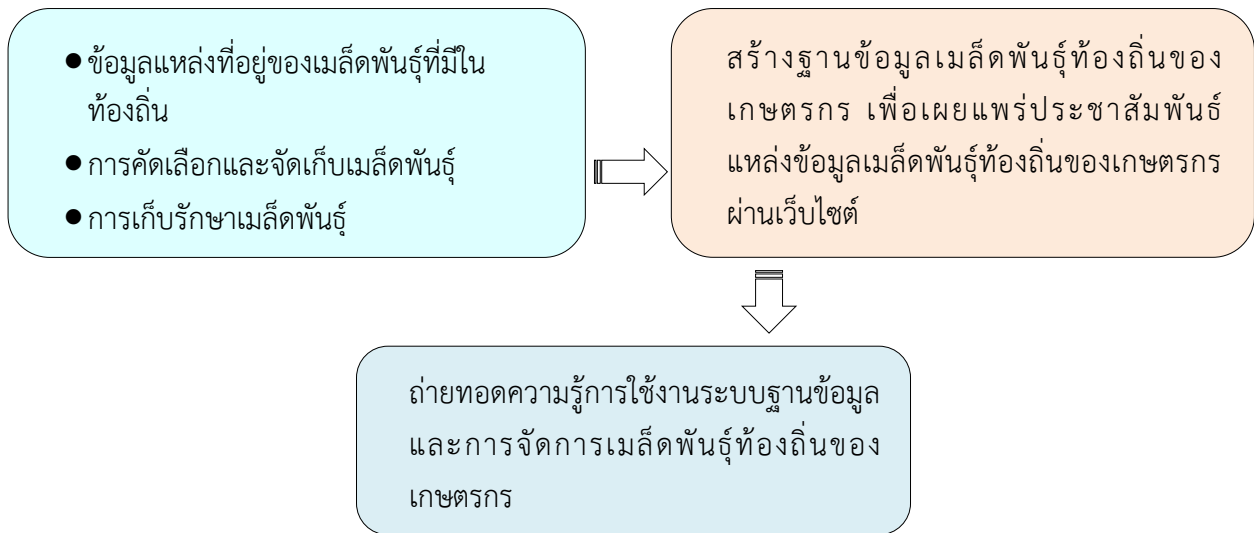 ● ข้อมูลแหล่งที่อยู่ของเมล็ดพันธุ์ที่มีใน
ท้องถิ่น
● การคัดเลือกและจัดเก็บเมล็ดพันธุ์
● การเก็บรักษาเมล็ดพันธุ์
สร้างฐานข้อมูลเมล็ดพันธุ์ท้องถิ่นของ
เกษตรกร เพื่อเผยแพร่ประชาสัมพันธ์
แหล่งข้อมูลเมล็ดพันธุ์ท้องถิ่นของเกษตรกร
ผ่านเว็บไซต์
ถ่ายทอดความรู้การใช้งานระบบฐานข้อมูล
และการจัดการเมล็ดพันธุ์ท้องถิ่นของ
เกษตรกร